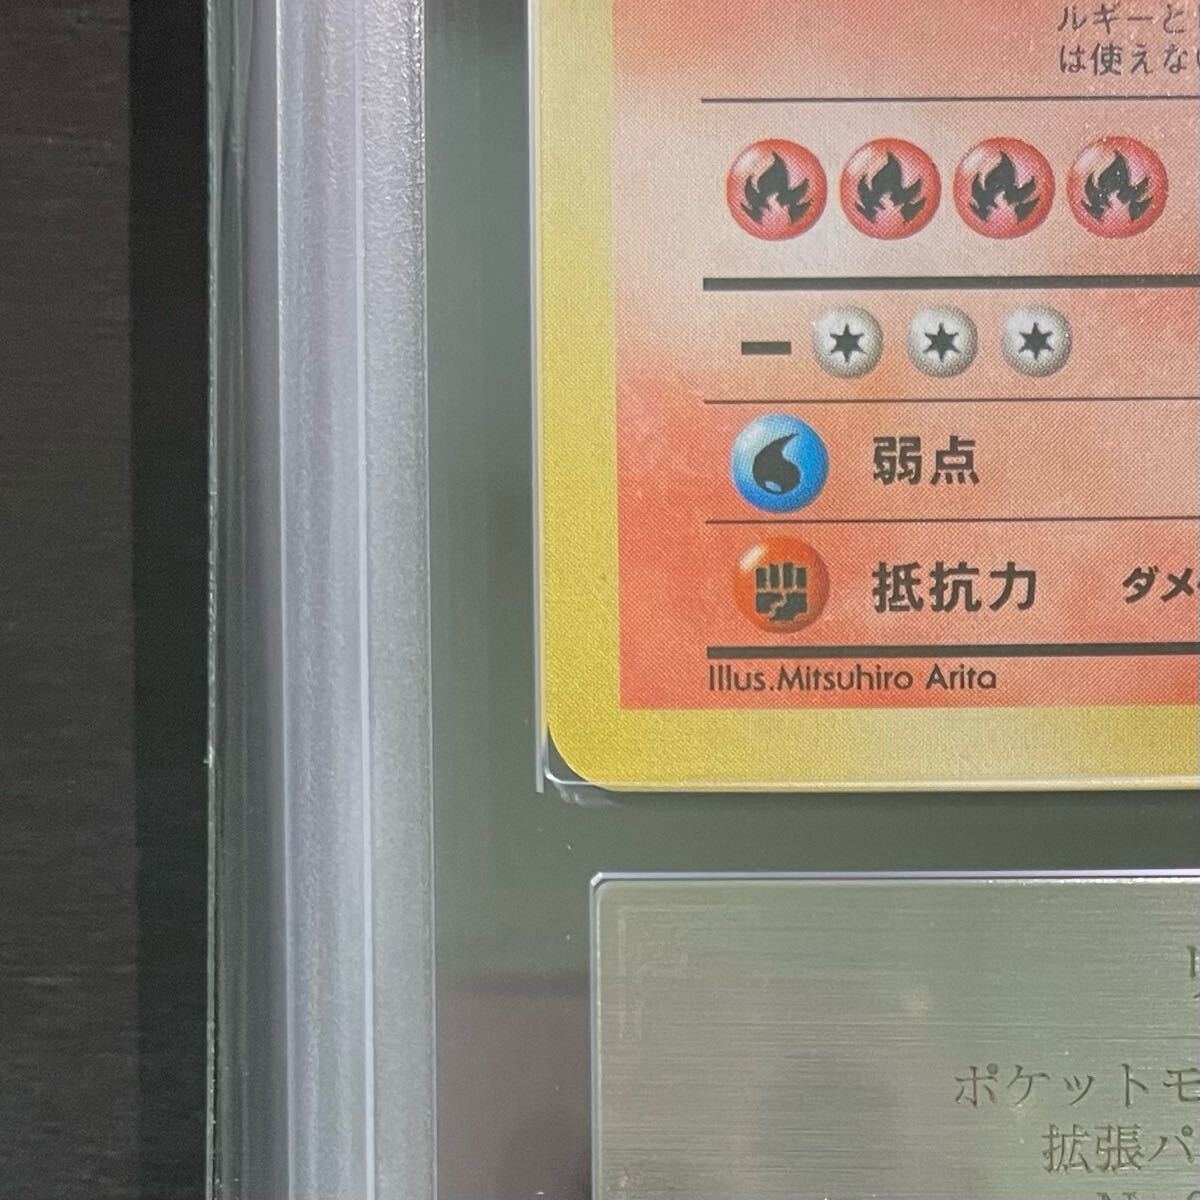 ルギーと
は使えな
弱点
抵抗力 ダメ
Illus.Mitsuhiro Arita
ポケットモ
拡張パ